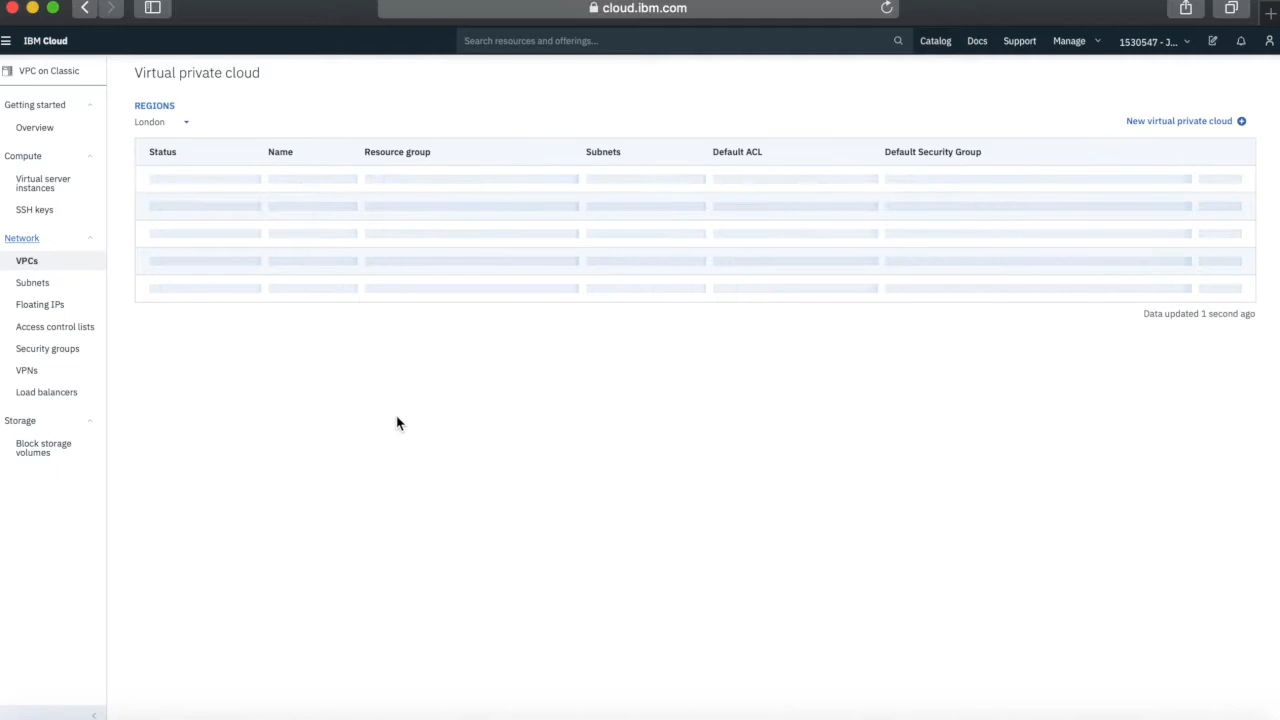 cloud.ibm.com
IBM Cloud
Search resources and offerings...
Catalog
Docs
Support
Manage
1530547 - J...
VPC on Classic
Getting started
Overview
Compute
Virtual server
instances
SSH keys
Network
VPCs
Subnets
Floating IPs
Access control lists
Security groups
VPNs
Load balancers
Storage
Block storage
volumes
Virtual private cloud
REGIONS
London
New virtual private cloud
Status
Name
Resource group
Subnets
Default ACL
Default Security Group
Data updated 1 second ago